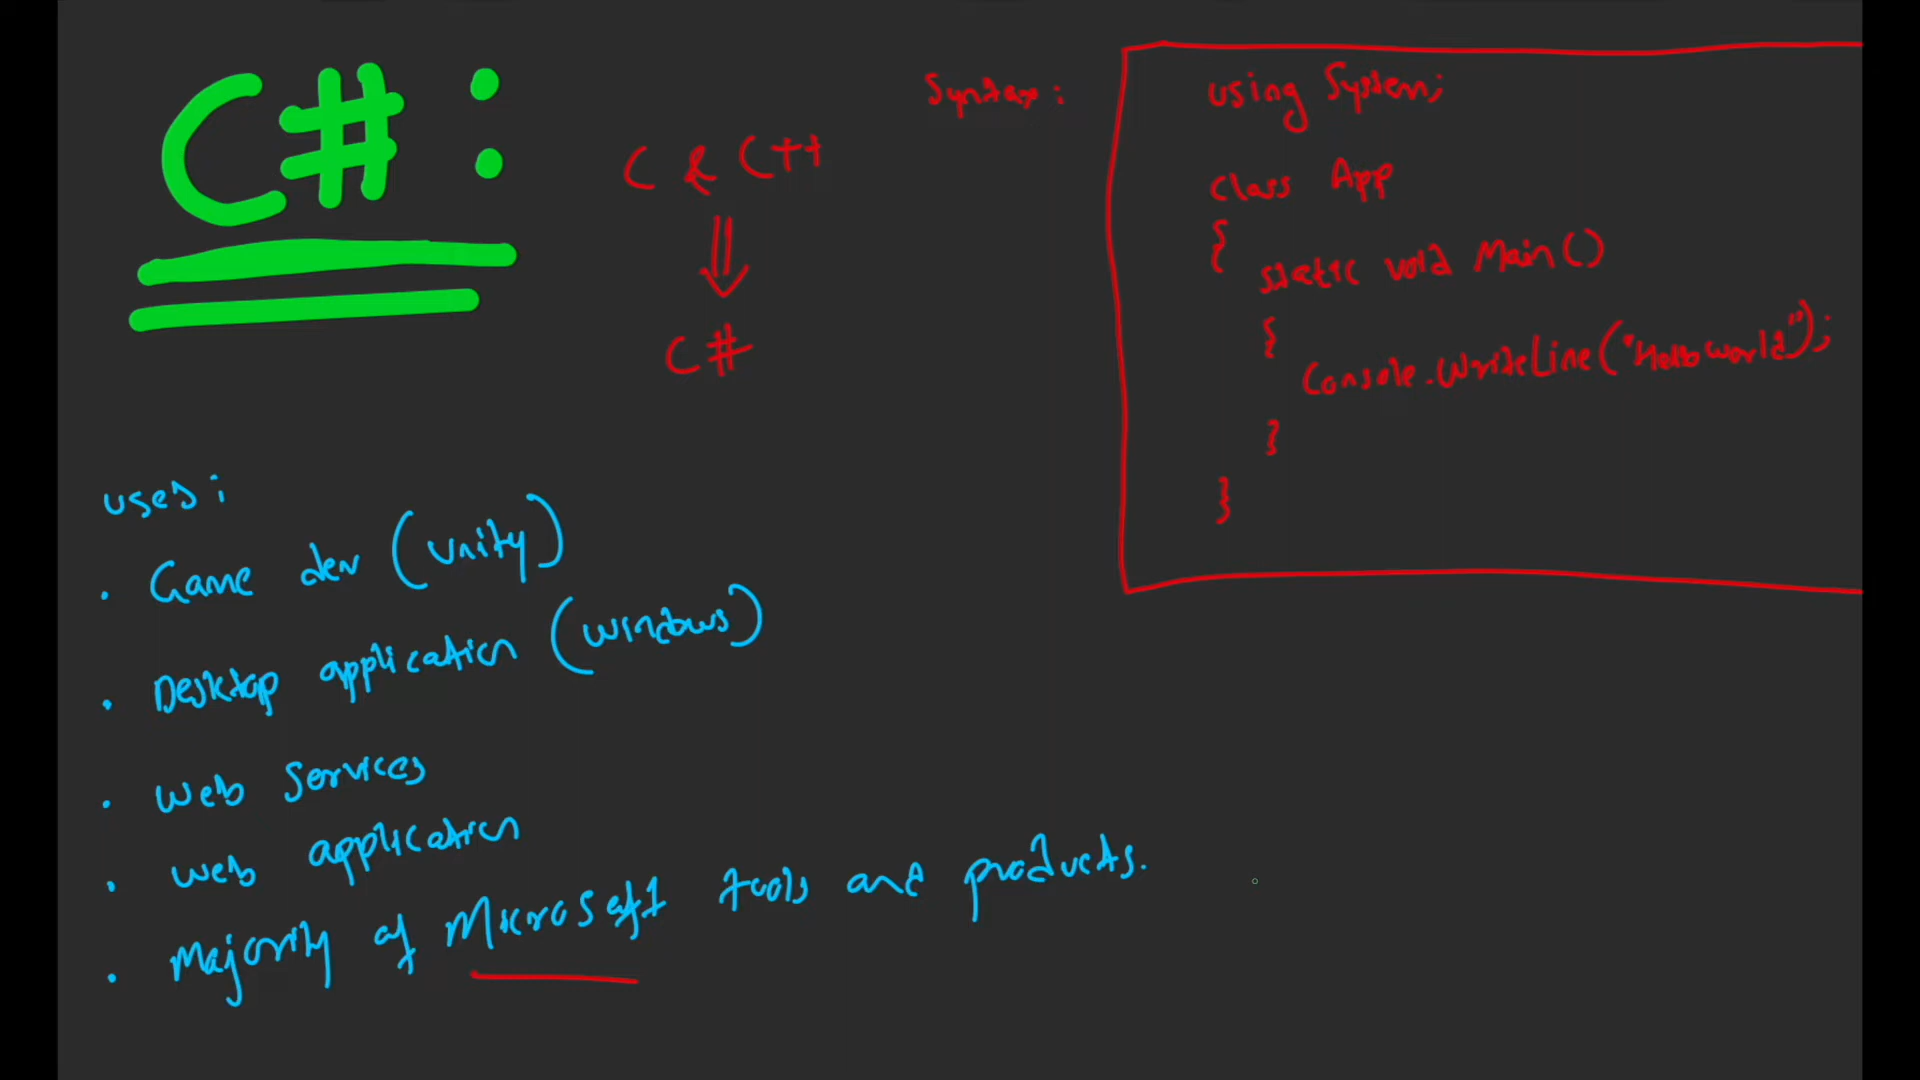 C# :
C & C++
C#
Syntax :
using System;
class App
{
static void Main()
{
Console.WriteLine("Hello World");
}
}
uses :
. Game dev (Unity)
. Desktop application (windows)
. Web Services
. web application
. Majority of Microsoft tools and products.